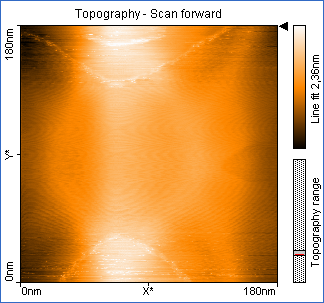 Topography - Scan forward
180nm
Y*
0nm
0nm
X*
180nm
Line fit 2,36nm
Topography range